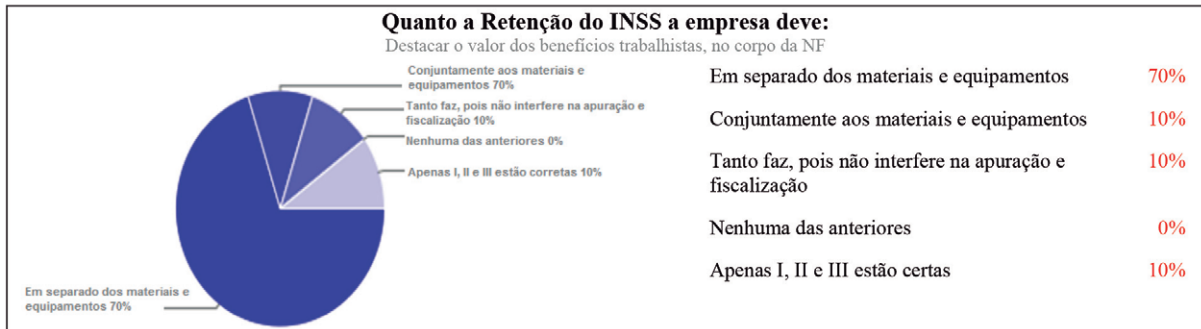 Quanto a Retenção do INSS a empresa deve:
Destacar o valor dos benefícios trabalhistas, no corpo da NF
Conjuntamente aos materiais e
equipamentos 70%
Tanto faz, pois não interfere na apuração e
fiscalização 10%
Nenhuma das anteriores 0%
Apenas I, II e III estão corretas 10%
Em separado dos materiais e
equipamentos 70%
Em separado dos materiais e equipamentos 70%
Conjuntamente aos materiais e equipamentos 10%
Tanto faz, pois não interfere na apuração e 10%
fiscalização
Nenhuma das anteriores 0%
Apenas I, II e III estão certas 10%